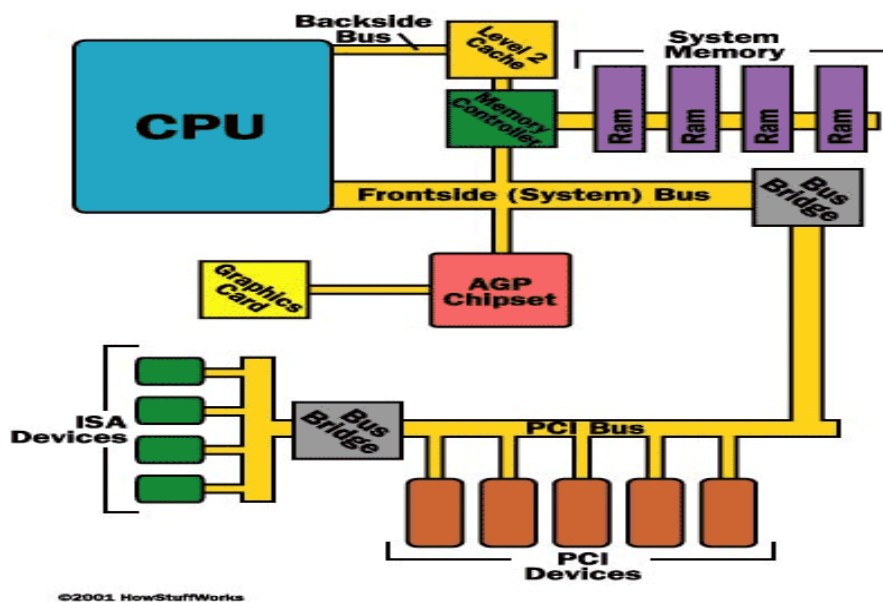 Backside
Bus
Level 2
Cache
System
Memory
CPU
Memory
Controller
Ram
Ram
Ram
Ram
Frontside (System) Bus
Bus
Bridge
Graphics
Card
AGP
Chipset
ISA
Devices
Bus
Bridge
PCI Bus
PCI
Devices
©2001 HowStuffWorks